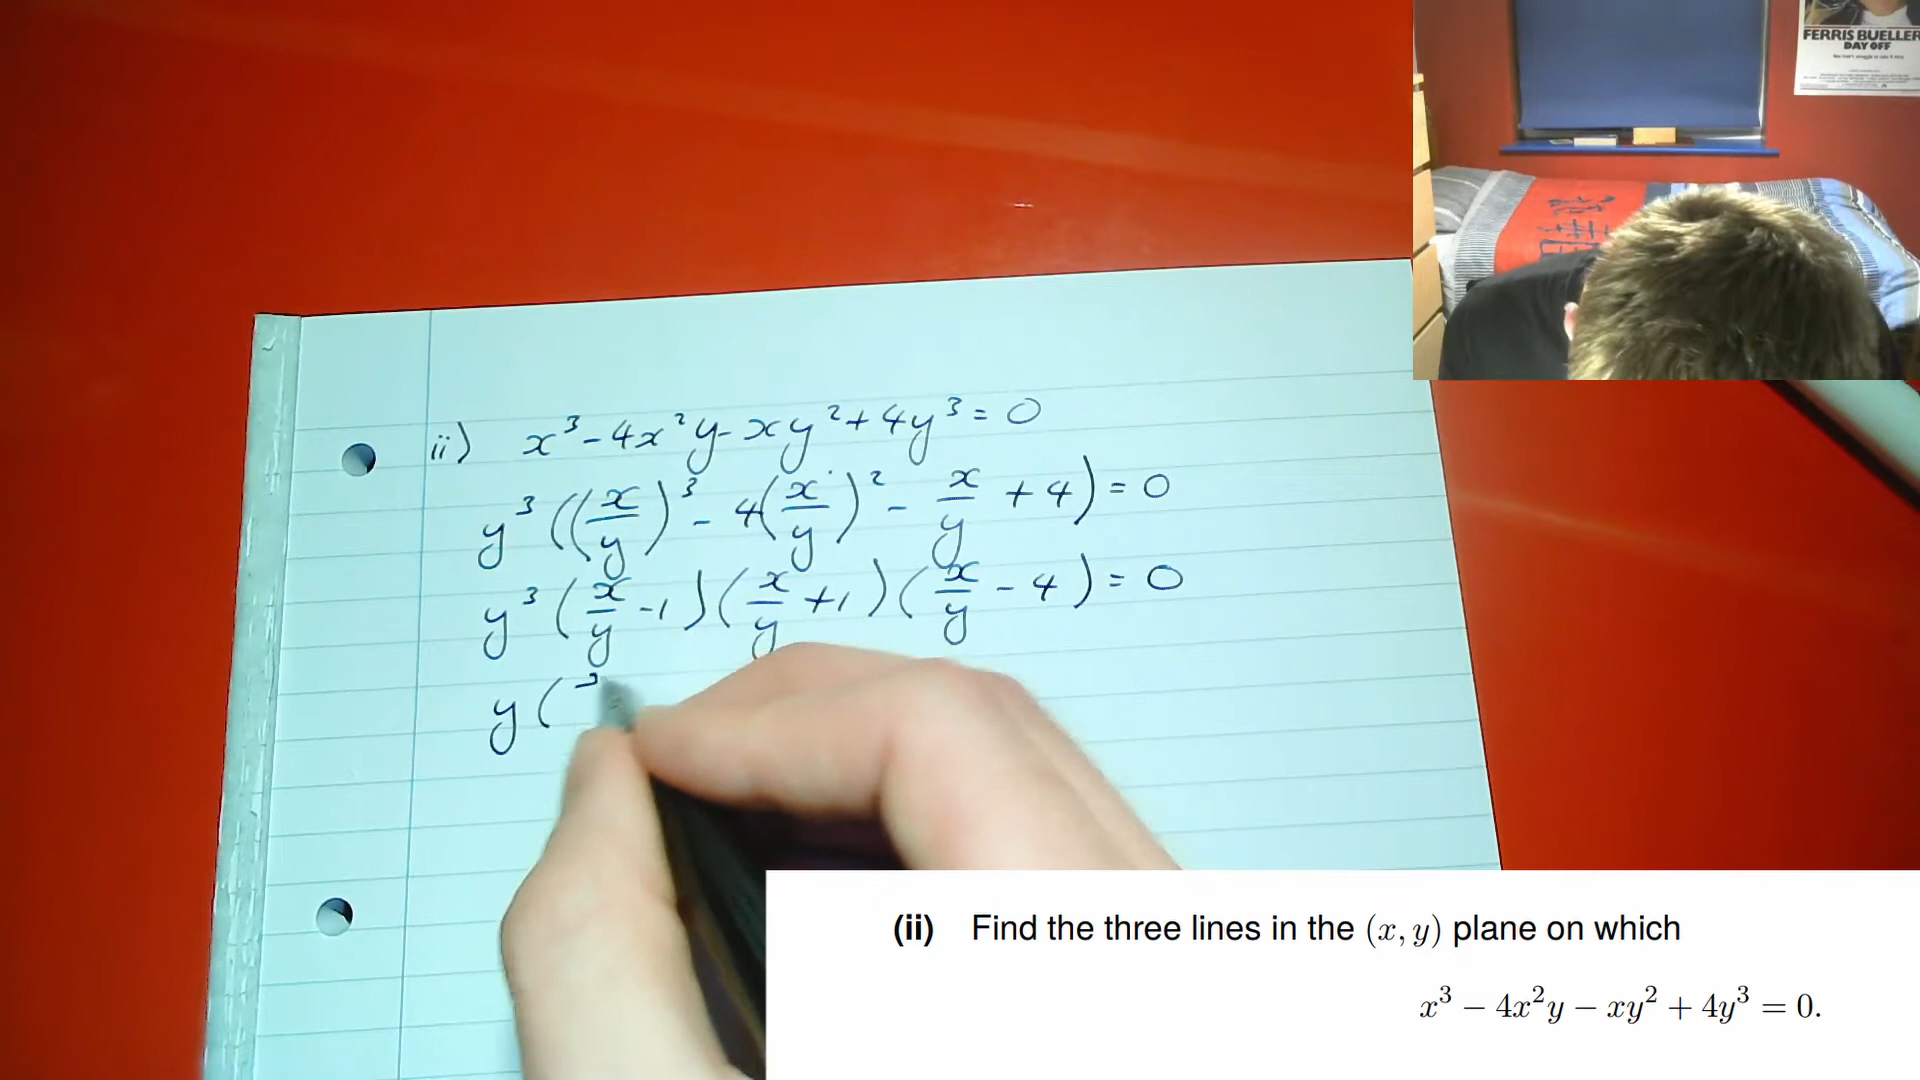 FERRIS BUELLER
DAY OFF
ii) x³ - 4x²y - xy² + 4y³ = 0
y³((x/y)³ - 4(x/y)² - x/y + 4) = 0
y³(x/y - 1)(x/y + 1)(x/y - 4) = 0
y(
(ii) Find the three lines in the (x, y) plane on which
x³ − 4x²y − xy² + 4y³ = 0.